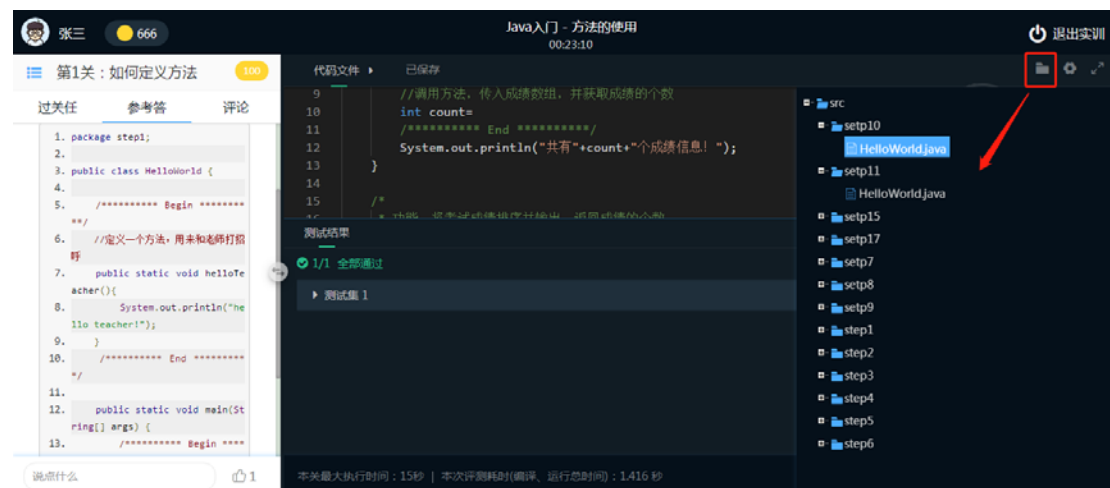 张三
666
Java入门 - 方法的使用
00:23:10
退出实训
第1关：如何定义方法
100
过关任
参考答
评论
1. package step1;
2.
3. public class HelloWorld {
4.
5. /********** Begin ********
**/
6. //定义一个方法，用来和老师打招
呼
7. public static void helloTe
acher(){
8. System.out.println("he
llo teacher!");
9. }
10. /********** End *********
*/
11.
12. public static void main(St
ring[] args) {
13. /********** Begin ****
说点什么
1
代码文件
已保存
9 //调用方法，传入成绩数组，并获取成绩的个数
10 int count=
11 /********** End **********/
12 System.out.println("共有"+count+"个成绩信息！");
13 }
14
15 /*
测试结果
1/1 全部通过
测试集 1
本关最大执行时间：15秒 | 本次评测耗时(编译、运行总时间)：1.416 秒
src
setp10
HelloWorld.java
setp11
HelloWorld.java
setp15
setp17
setp7
setp8
setp9
step1
step2
step3
step4
step5
step6